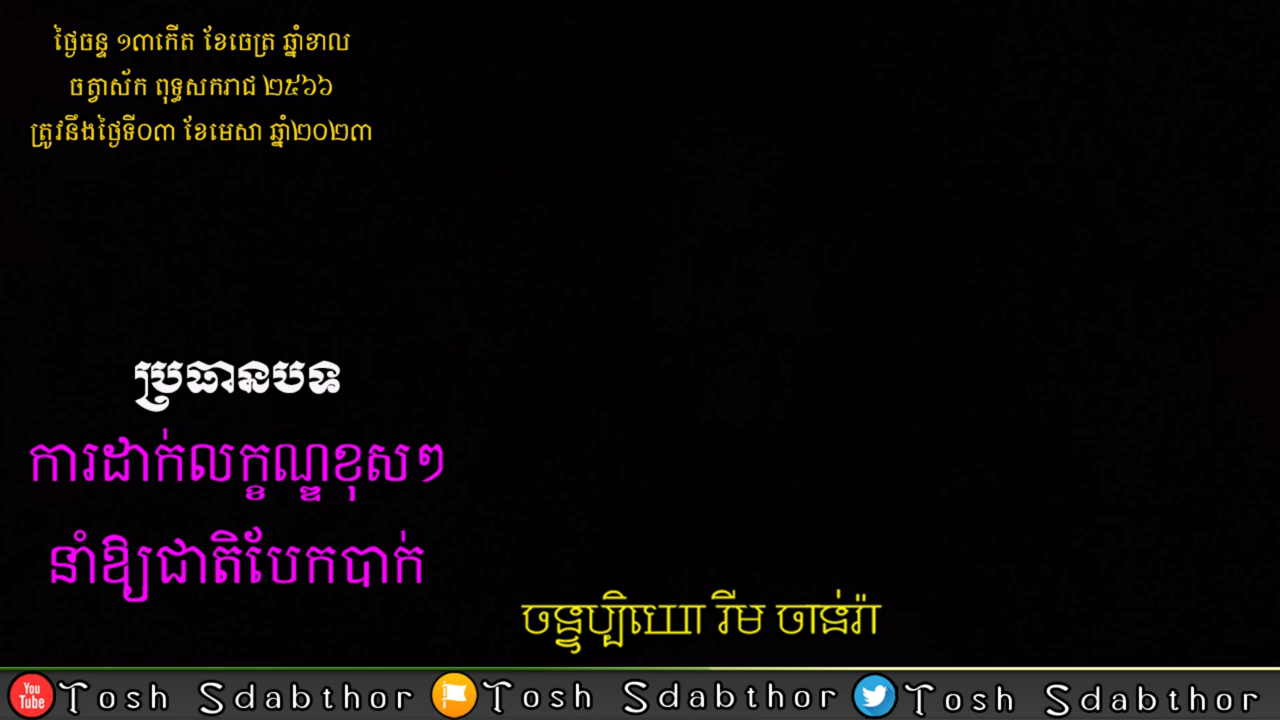 ថ្ងៃចន្ទ ១៣កើត ខែចេត្រ ឆ្នាំខាល
ចត្វាស័ក ពុទ្ធសករាជ ២៥៦៦
ត្រូវនឹងថ្ងៃទី០៣ ខែមេសា ឆ្នាំ២០២៣
ប្រធានបទ
ការដាក់លក្ខណ្ឌខុសៗ
នាំឱ្យជាតិបែកបាក់
ចន្ទប្បិយោ រីម ចាន់រ៉ា
You Tube Tosh Sdabthor Tosh Sdabthor Tosh Sdabthor